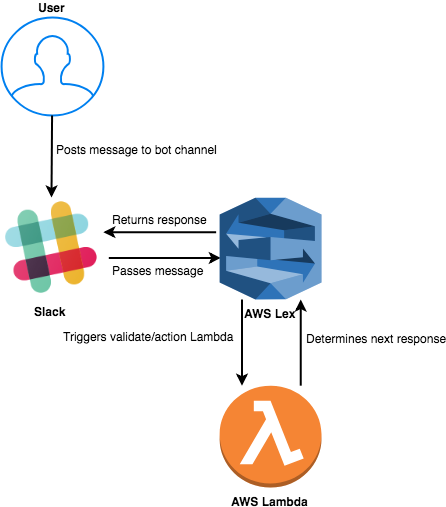 User
Posts message to bot channel
Returns response
Passes message
Slack
AWS Lex
Triggers validate/action Lambda
Determines next response
AWS Lambda